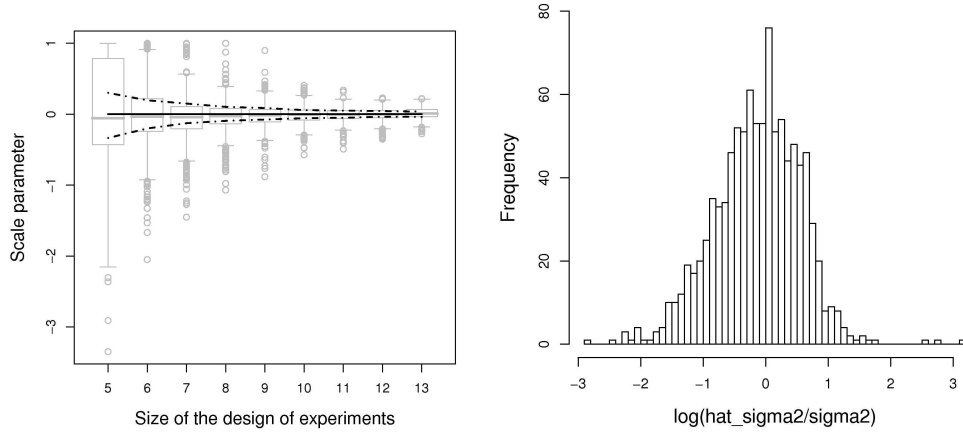 Scale parameter
1
0
−1
−2
−3
5 6 7 8 9 10 11 12 13
Size of the design of experiments
Frequency
80
60
40
20
0
−3 −2 −1 0 1 2 3
log(hat_sigma2/sigma2)